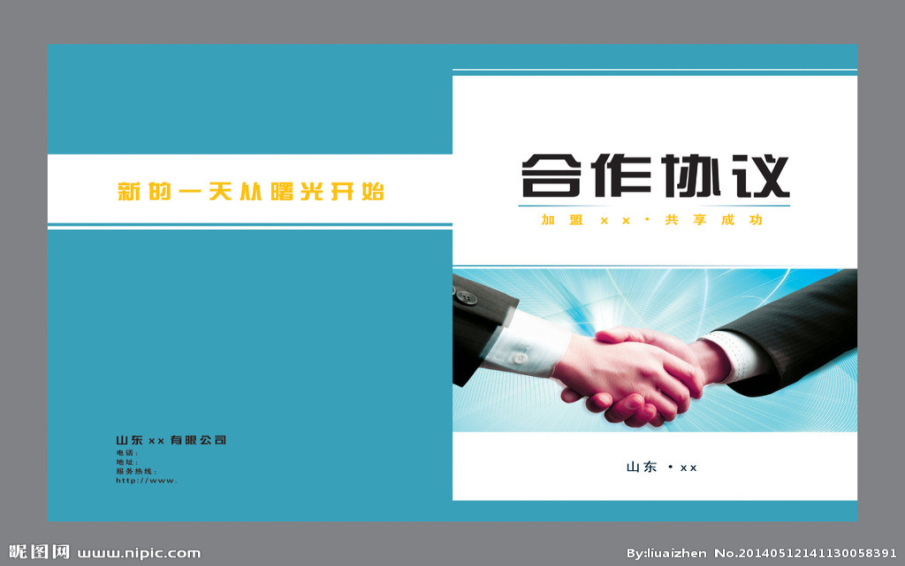 新的一天从曙光开始
合作协议
加盟xx·共享成功
山东xx有限公司
电话：
地址：
服务热线：
http://www.
山东·xx
昵图网 www.nipic.com
By:liuaizhen No.20140512141130058391